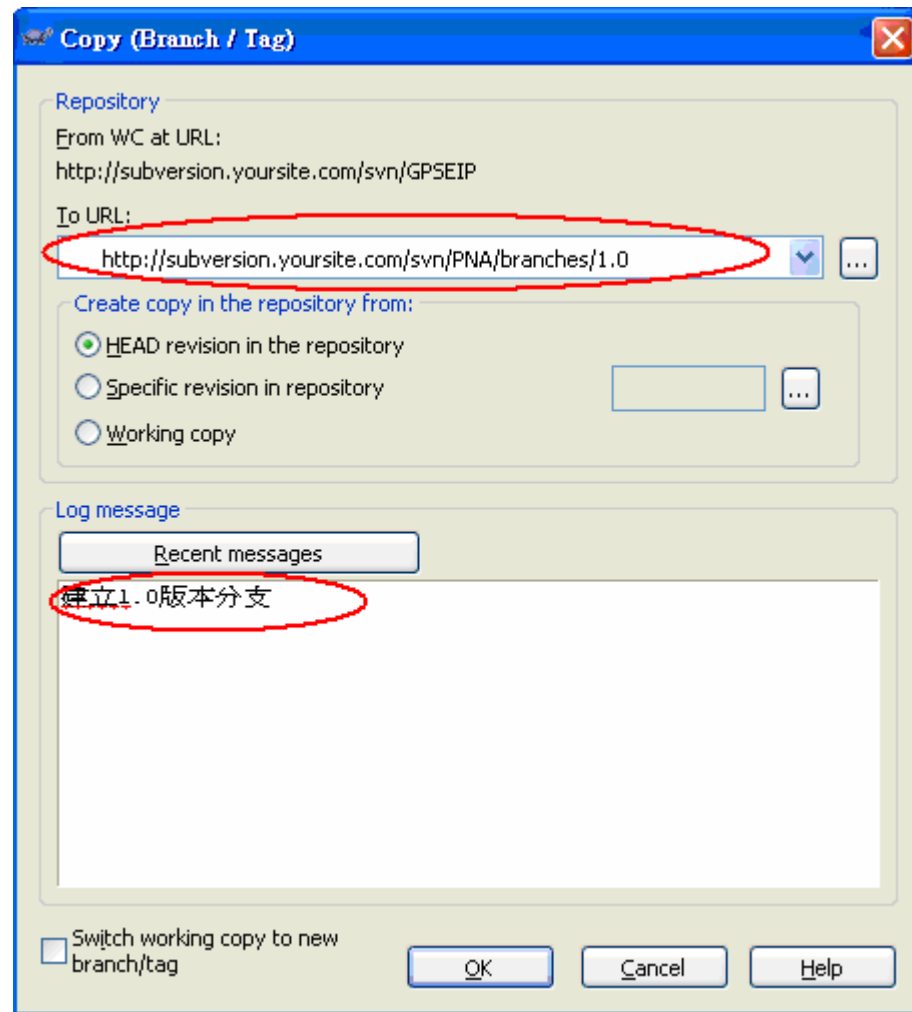 Copy (Branch / Tag)
Repository
From WC at URL:
http://subversion.yoursite.com/svn/GPSEIP
To URL:
http://subversion.yoursite.com/svn/PNA/branches/1.0
...
Create copy in the repository from:
HEAD revision in the repository
Specific revision in repository
...
Working copy
Log message
Recent messages
建立1.0版本分支
Switch working copy to new
branch/tag
OK
Cancel
Help